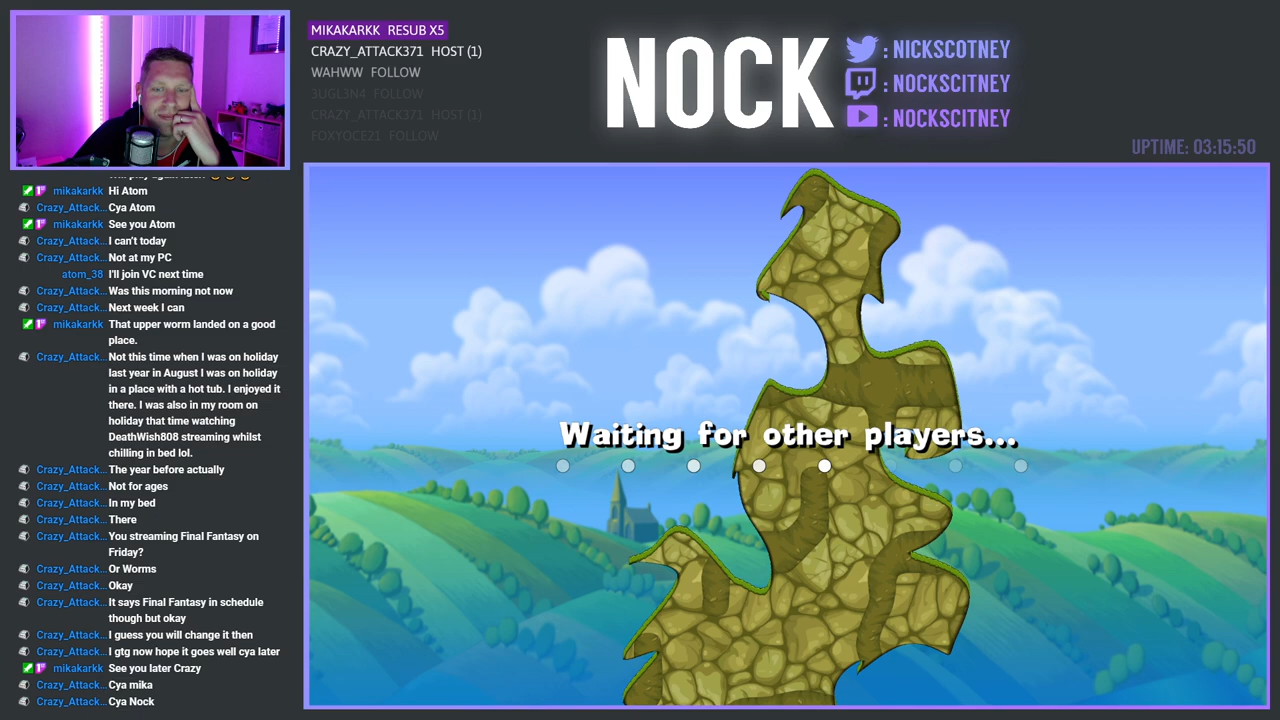 MIKAKARKK RESUB X5
CRAZY_ATTACK371 HOST (1)
WAHWW FOLLOW
3UGL3N4 FOLLOW
CRAZY_ATTACK371 HOST (1)
FOXYOCE21 FOLLOW
NOCK
: NICKSCOTNEY
: NOCKSCITNEY
: NOCKSCITNEY
UPTIME: 03:15:50
mikakarkk Hi Atom
Crazy_Attack... Cya Atom
mikakarkk See you Atom
Crazy_Attack... I can't today
Crazy_Attack... Not at my PC
atom_38 I'll join VC next time
Crazy_Attack... Was this morning not now
Crazy_Attack... Next week I can
mikakarkk That upper worm landed on a good
place.
Crazy_Attack... Not this time when I was on holiday
last year in August I was on holiday
in a place with a hot tub. I enjoyed it
there. I was also in my room on
holiday that time watching
DeathWish808 streaming whilst
chilling in bed lol.
Crazy_Attack... The year before actually
Crazy_Attack... Not for ages
Crazy_Attack... In my bed
Crazy_Attack... There
Crazy_Attack... You streaming Final Fantasy on
Friday?
Crazy_Attack... Or Worms
Crazy_Attack... Okay
Crazy_Attack... It says Final Fantasy in schedule
though but okay
Crazy_Attack... I guess you will change it then
Crazy_Attack... I gtg now hope it goes well cya later
mikakarkk See you later Crazy
Crazy_Attack... Cya mika
Crazy_Attack... Cya Nock
Waiting for other players...